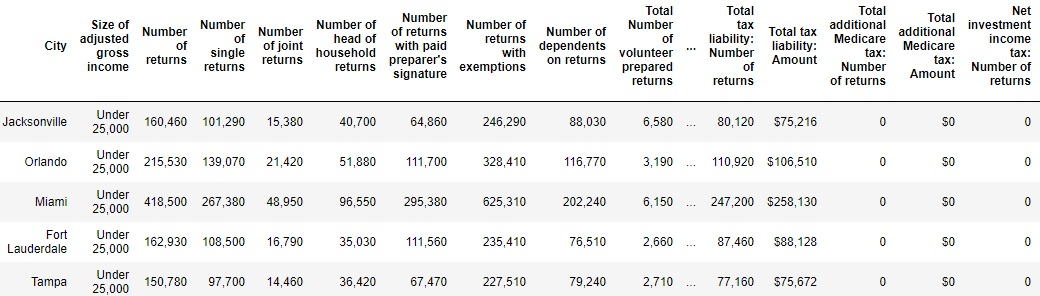 City Size of adjusted gross income Number of returns Number of single returns Number of joint returns Number of head of household returns Number of returns with paid preparer's signature Number of returns with exemptions Number of dependents on returns Total Number of volunteer prepared returns ... Total tax liability: Number of returns Total tax liability: Amount Total additional Medicare tax: Number of returns Total additional Medicare tax: Amount Net investment income tax: Number of returns
Jacksonville Under 25,000 160,460 101,290 15,380 40,700 64,860 246,290 88,030 6,580 ... 80,120 $75,216 0 $0 0
Orlando Under 25,000 215,530 139,070 21,420 51,880 111,700 328,410 116,770 3,190 ... 110,920 $106,510 0 $0 0
Miami Under 25,000 418,500 267,380 48,950 96,550 295,380 625,310 202,240 6,150 ... 247,200 $258,130 0 $0 0
Fort Lauderdale Under 25,000 162,930 108,500 16,790 35,030 111,560 235,410 76,510 2,660 ... 87,460 $88,128 0 $0 0
Tampa Under 25,000 150,780 97,700 14,460 36,420 67,470 227,510 79,240 2,710 ... 77,160 $75,672 0 $0 0